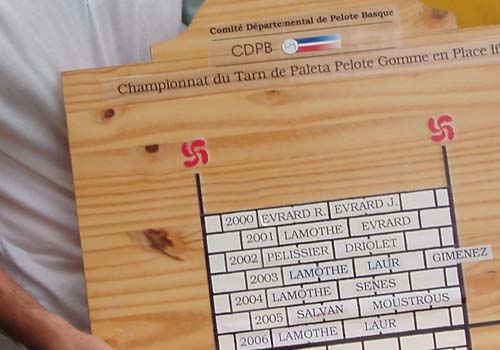 Comité Départemental de Pelote Basque
CDPB
Championnat du Tarn de Paleta Pelote Gomme en Place
2000 EVRARD R. EVRARD J.
2001 LAMOTHE EVRARD
2002 PELISSIER DRIOLET
2003 LAMOTHE LAUR GIMENEZ
2004 LAMOTHE SENES
2005 SALVAN MOUSTROUS
2006 LAMOTHE LAUR